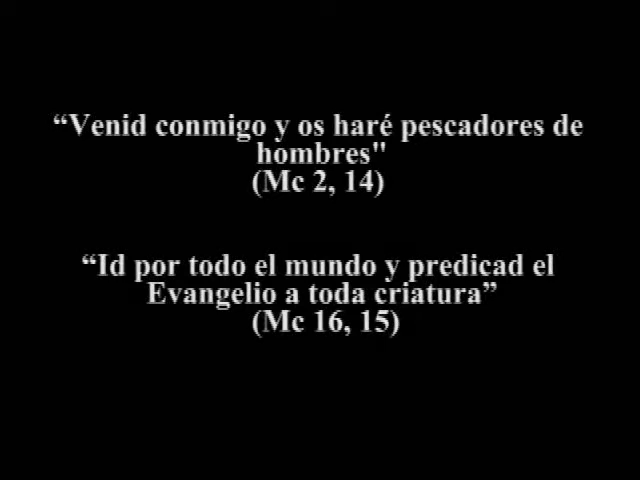 “Venid conmigo y os haré pescadores de
hombres"
(Mc 2, 14)
“Id por todo el mundo y predicad el
Evangelio a toda criatura”
(Mc 16, 15)